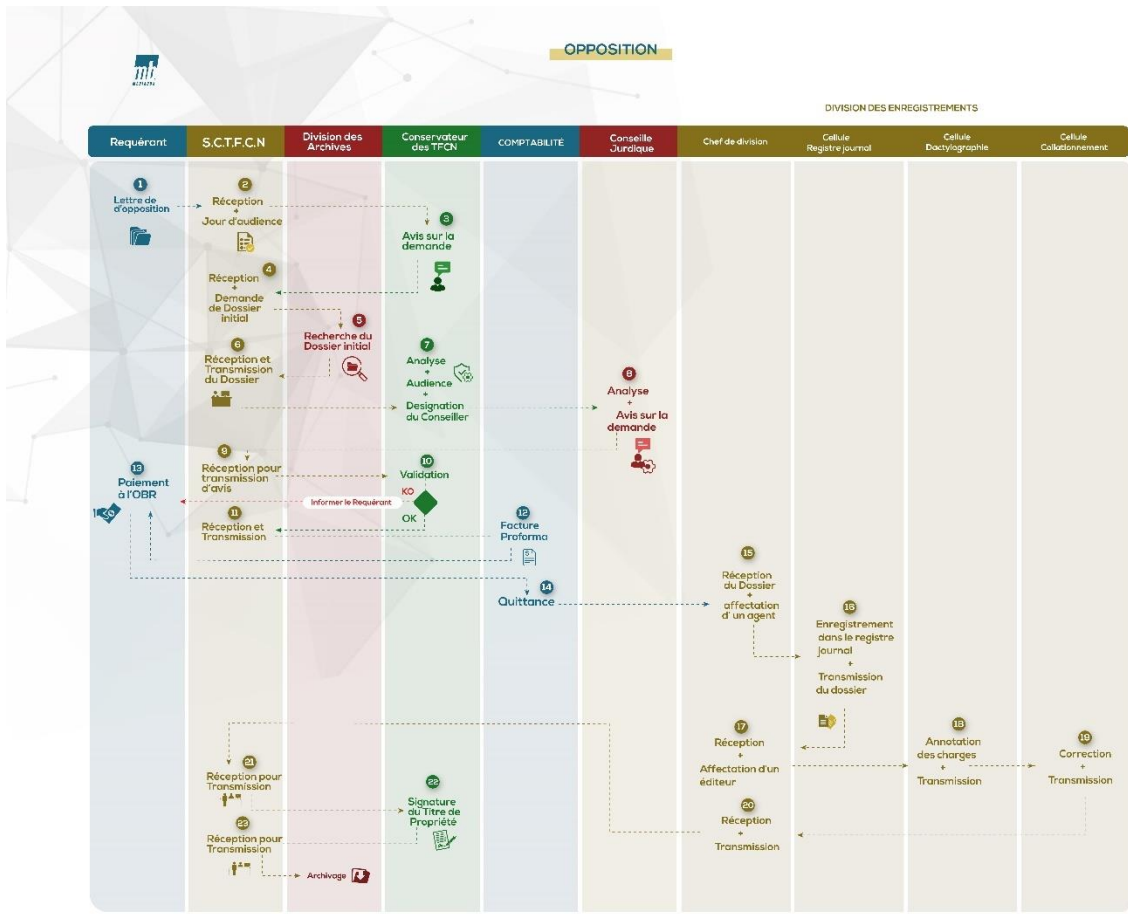 OPPOSITION
DIVISION DES ENREGISTREMENTS
Requérant
S.C.T.F.C.N
Division des
Archives
Conservateur
des TFCN
COMPTABILITÉ
Conseille
Jurdique
Chef de division
Cellule
Registre journal
Cellule
Dactylographie
Cellule
Collationnement
1
Lettre de
d'opposition
2
Réception
+
Jour d'audience
3
Avis sur la
demande
4
Réception
+
Demande
de Dossier
initial
5
Recherche du
Dossier initial
6
Réception et
Transmission
du Dossier
7
Analyse
+
Audience
+
Designation
du Conseiller
8
Analyse
+
Avis sur la
demande
9
Réception pour
transmission
d'avis
10
Validation
KO
Informer le Requérant
OK
11
Réception et
Transmission
12
Facture
Proforma
13
Paiement
à l'OBR
14
Quittance
15
Réception
du Dossier
+
affectation
d' un agent
16
Enregistrement
dans le registre
journal
+
Transmission
du dossier
17
Réception
+
Affectation d'un
éditeur
18
Annotation
des charges
+
Transmission
19
Correction
+
Transmission
20
Réception
+
Transmission
21
Réception pour
Transmission
22
Signature
du Titre de
Propriété
23
Réception pour
Transmission
Archivage